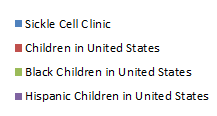 Sickle Cell Clinic
Children in United States
Black Children in United States
Hispanic Children in United States